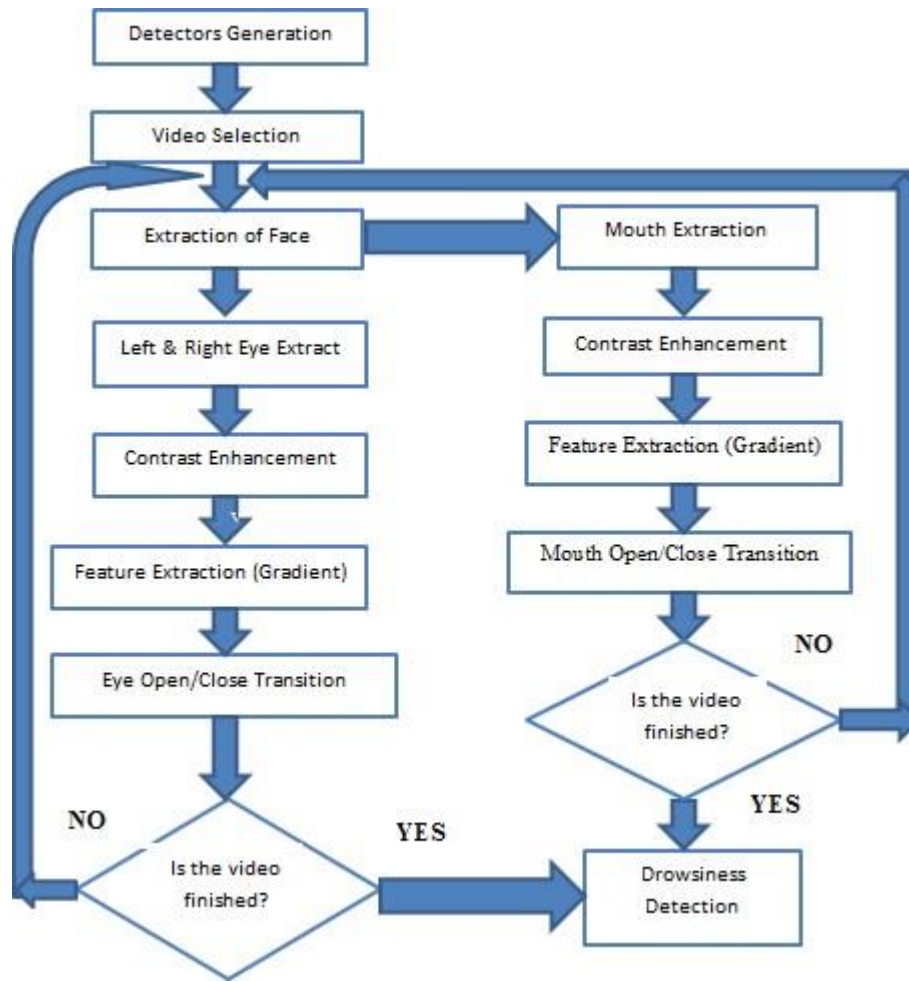 Detectors Generation
Video Selection
Extraction of Face
Left & Right Eye Extract
Contrast Enhancement
Feature Extraction (Gradient)
Eye Open/Close Transition
Is the video
finished?
NO
YES
Mouth Extraction
Contrast Enhancement
Feature Extraction (Gradient)
Mouth Open/Close Transition
Is the video
finished?
NO
YES
Drowsiness
Detection